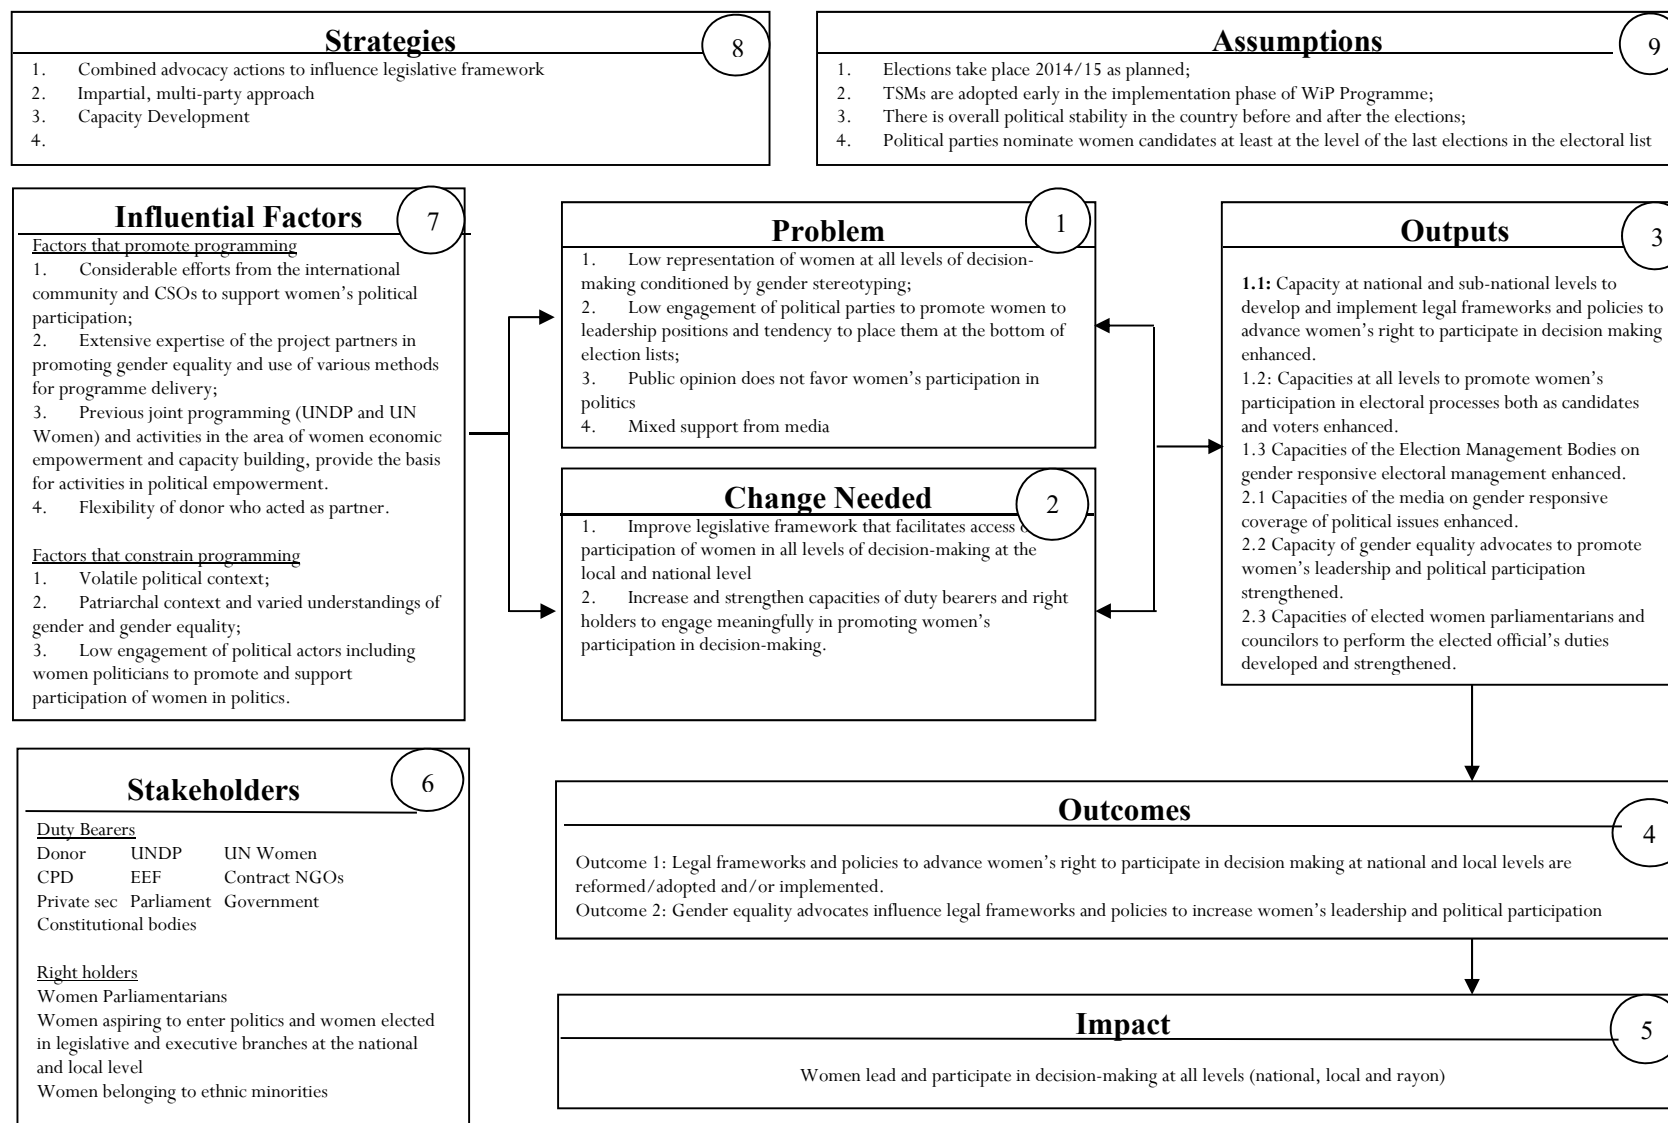 Strategies
8
1. Combined advocacy actions to influence legislative framework
2. Impartial, multi-party approach
3. Capacity Development
4.
Assumptions
9
1. Elections take place 2014/15 as planned;
2. TSMs are adopted early in the implementation phase of WiP Programme;
3. There is overall political stability in the country before and after the elections;
4. Political parties nominate women candidates at least at the level of the last elections in the electoral list
Influential Factors
7
Factors that promote programming
1. Considerable efforts from the international
community and CSOs to support women's political
participation;
2. Extensive expertise of the project partners in
promoting gender equality and use of various methods
for programme delivery;
3. Previous joint programming (UNDP and UN
Women) and activities in the area of women economic
empowerment and capacity building, provide the basis
for activities in political empowerment.
4. Flexibility of donor who acted as partner.
Factors that constrain programming
1. Volatile political context;
2. Patriarchal context and varied understandings of
gender and gender equality;
3. Low engagement of political actors including
women politicians to promote and support
participation of women in politics.
Problem
1
1. Low representation of women at all levels of decision-
making conditioned by gender stereotyping;
2. Low engagement of political parties to promote women to
leadership positions and tendency to place them at the bottom of
election lists;
3. Public opinion does not favor women's participation in
politics
4. Mixed support from media
Change Needed
2
1. Improve legislative framework that facilitates access
participation of women in all levels of decision-making at the
local and national level
2. Increase and strengthen capacities of duty bearers and right
holders to engage meaningfully in promoting women's
participation in decision-making.
Outputs
3
1.1: Capacity at national and sub-national levels to
develop and implement legal frameworks and policies to
advance women's right to participate in decision making
enhanced.
1.2: Capacities at all levels to promote women's
participation in electoral processes both as candidates
and voters enhanced.
1.3 Capacities of the Election Management Bodies on
gender responsive electoral management enhanced.
2.1 Capacities of the media on gender responsive
coverage of political issues enhanced.
2.2 Capacity of gender equality advocates to promote
women's leadership and political participation
strengthened.
2.3 Capacities of elected women parliamentarians and
councilors to perform the elected official's duties
developed and strengthened.
Stakeholders
6
Duty Bearers
Donor UNDP UN Women
CPD EEF Contract NGOs
Private sec Parliament Government
Constitutional bodies
Right holders
Women Parliamentarians
Women aspiring to enter politics and women elected
in legislative and executive branches at the national
and local level
Women belonging to ethnic minorities
Outcomes
4
Outcome 1: Legal frameworks and policies to advance women's right to participate in decision making at national and local levels are
reformed/adopted and/or implemented.
Outcome 2: Gender equality advocates influence legal frameworks and policies to increase women's leadership and political participation
Impact
5
Women lead and participate in decision-making at all levels (national, local and rayon)